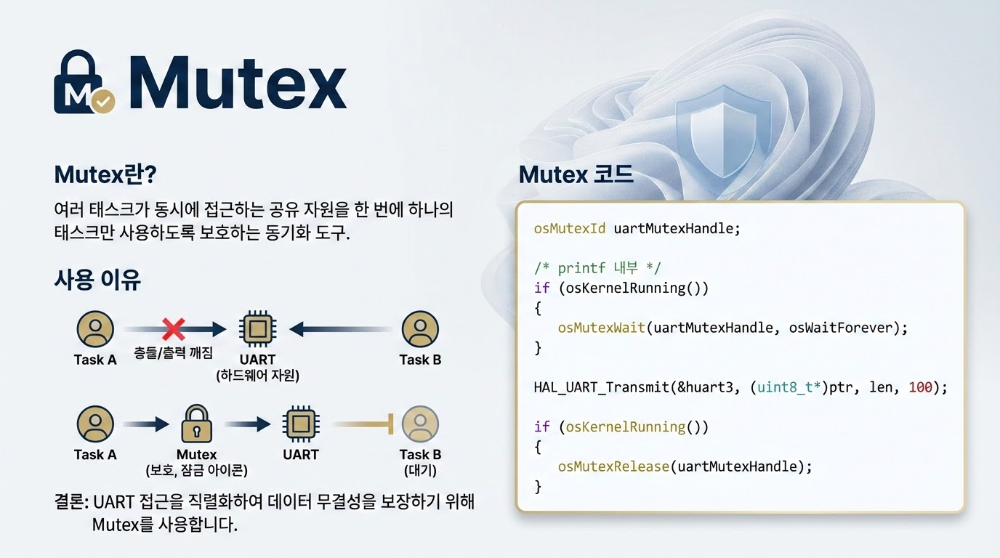 M
Mutex
Mutex란?
여러 태스크가 동시에 접근하는 공유 자원을 한 번에 하나의
태스크만 사용하도록 보호하는 동기화 도구.
사용 이유
Task A
충돌/출력 깨짐
UART
(하드웨어 자원)
Task B
Task A
Mutex
(보호, 잠금 아이콘)
UART
Task B
(대기)
결론: UART 접근을 직렬화하여 데이터 무결성을 보장하기 위해
Mutex를 사용합니다.
Mutex 코드
osMutexId uartMutexHandle;
/* printf 내부 */
if (osKernelRunning())
{
osMutexWait(uartMutexHandle, osWaitForever);
}
HAL_UART_Transmit(&huart3, (uint8_t*)ptr, len, 100);
if (osKernelRunning())
{
osMutexRelease(uartMutexHandle);
}